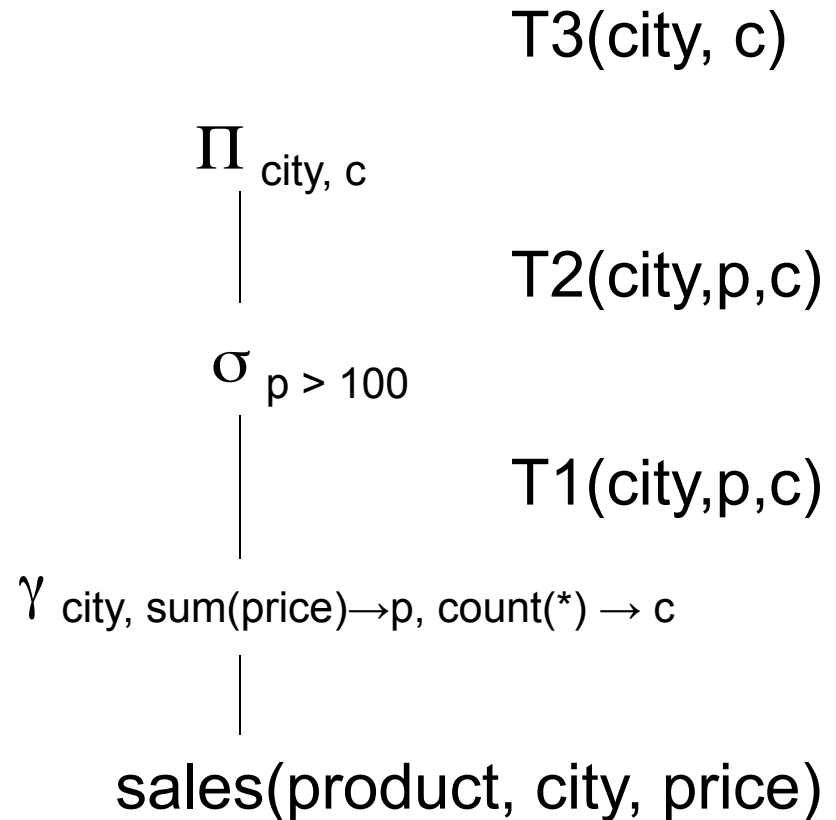 T3(city, c)
Π city, c
T2(city,p,c)
σ p > 100
T1(city,p,c)
γ city, sum(price)→p, count(*) → c
sales(product, city, price)